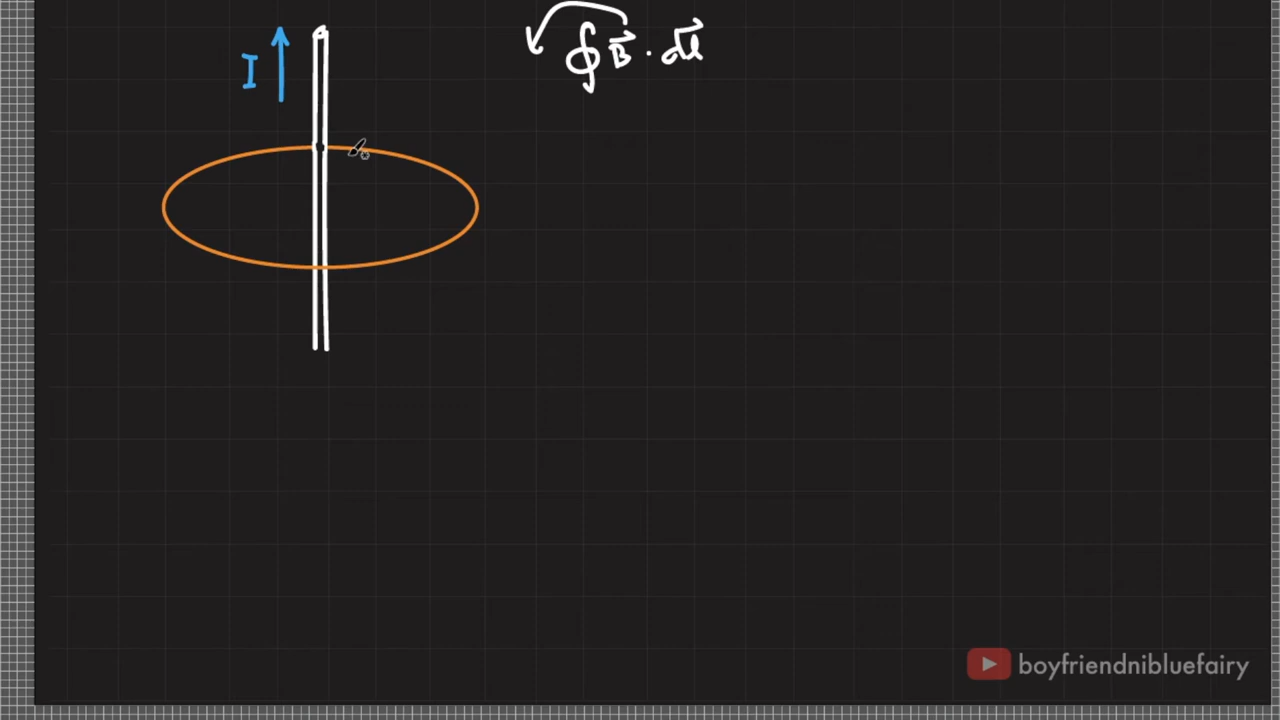 ∮ B⃗ · dl⃗
I
boyfriendnibluefairy